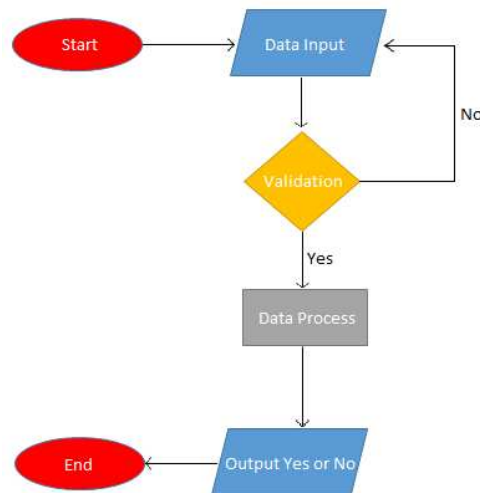 Start
Data Input
No
Validation
Yes
Data Process
Output Yes or No
End